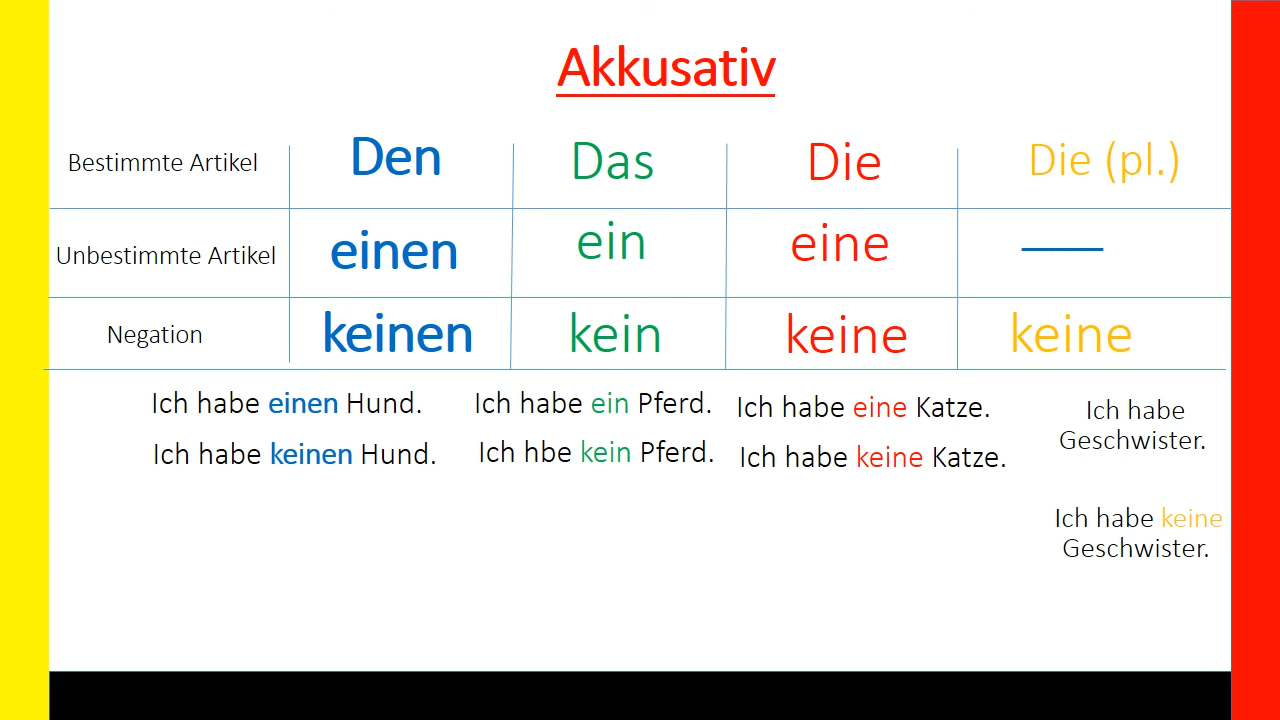 Akkusativ
Bestimmte Artikel Den Das Die Die (pl.)
Unbestimmte Artikel einen ein eine
Negation keinen kein keine keine
Ich habe einen Hund.
Ich habe keinen Hund.
Ich habe ein Pferd.
Ich hbe kein Pferd.
Ich habe eine Katze.
Ich habe keine Katze.
Ich habe
Geschwister.
Ich habe keine
Geschwister.